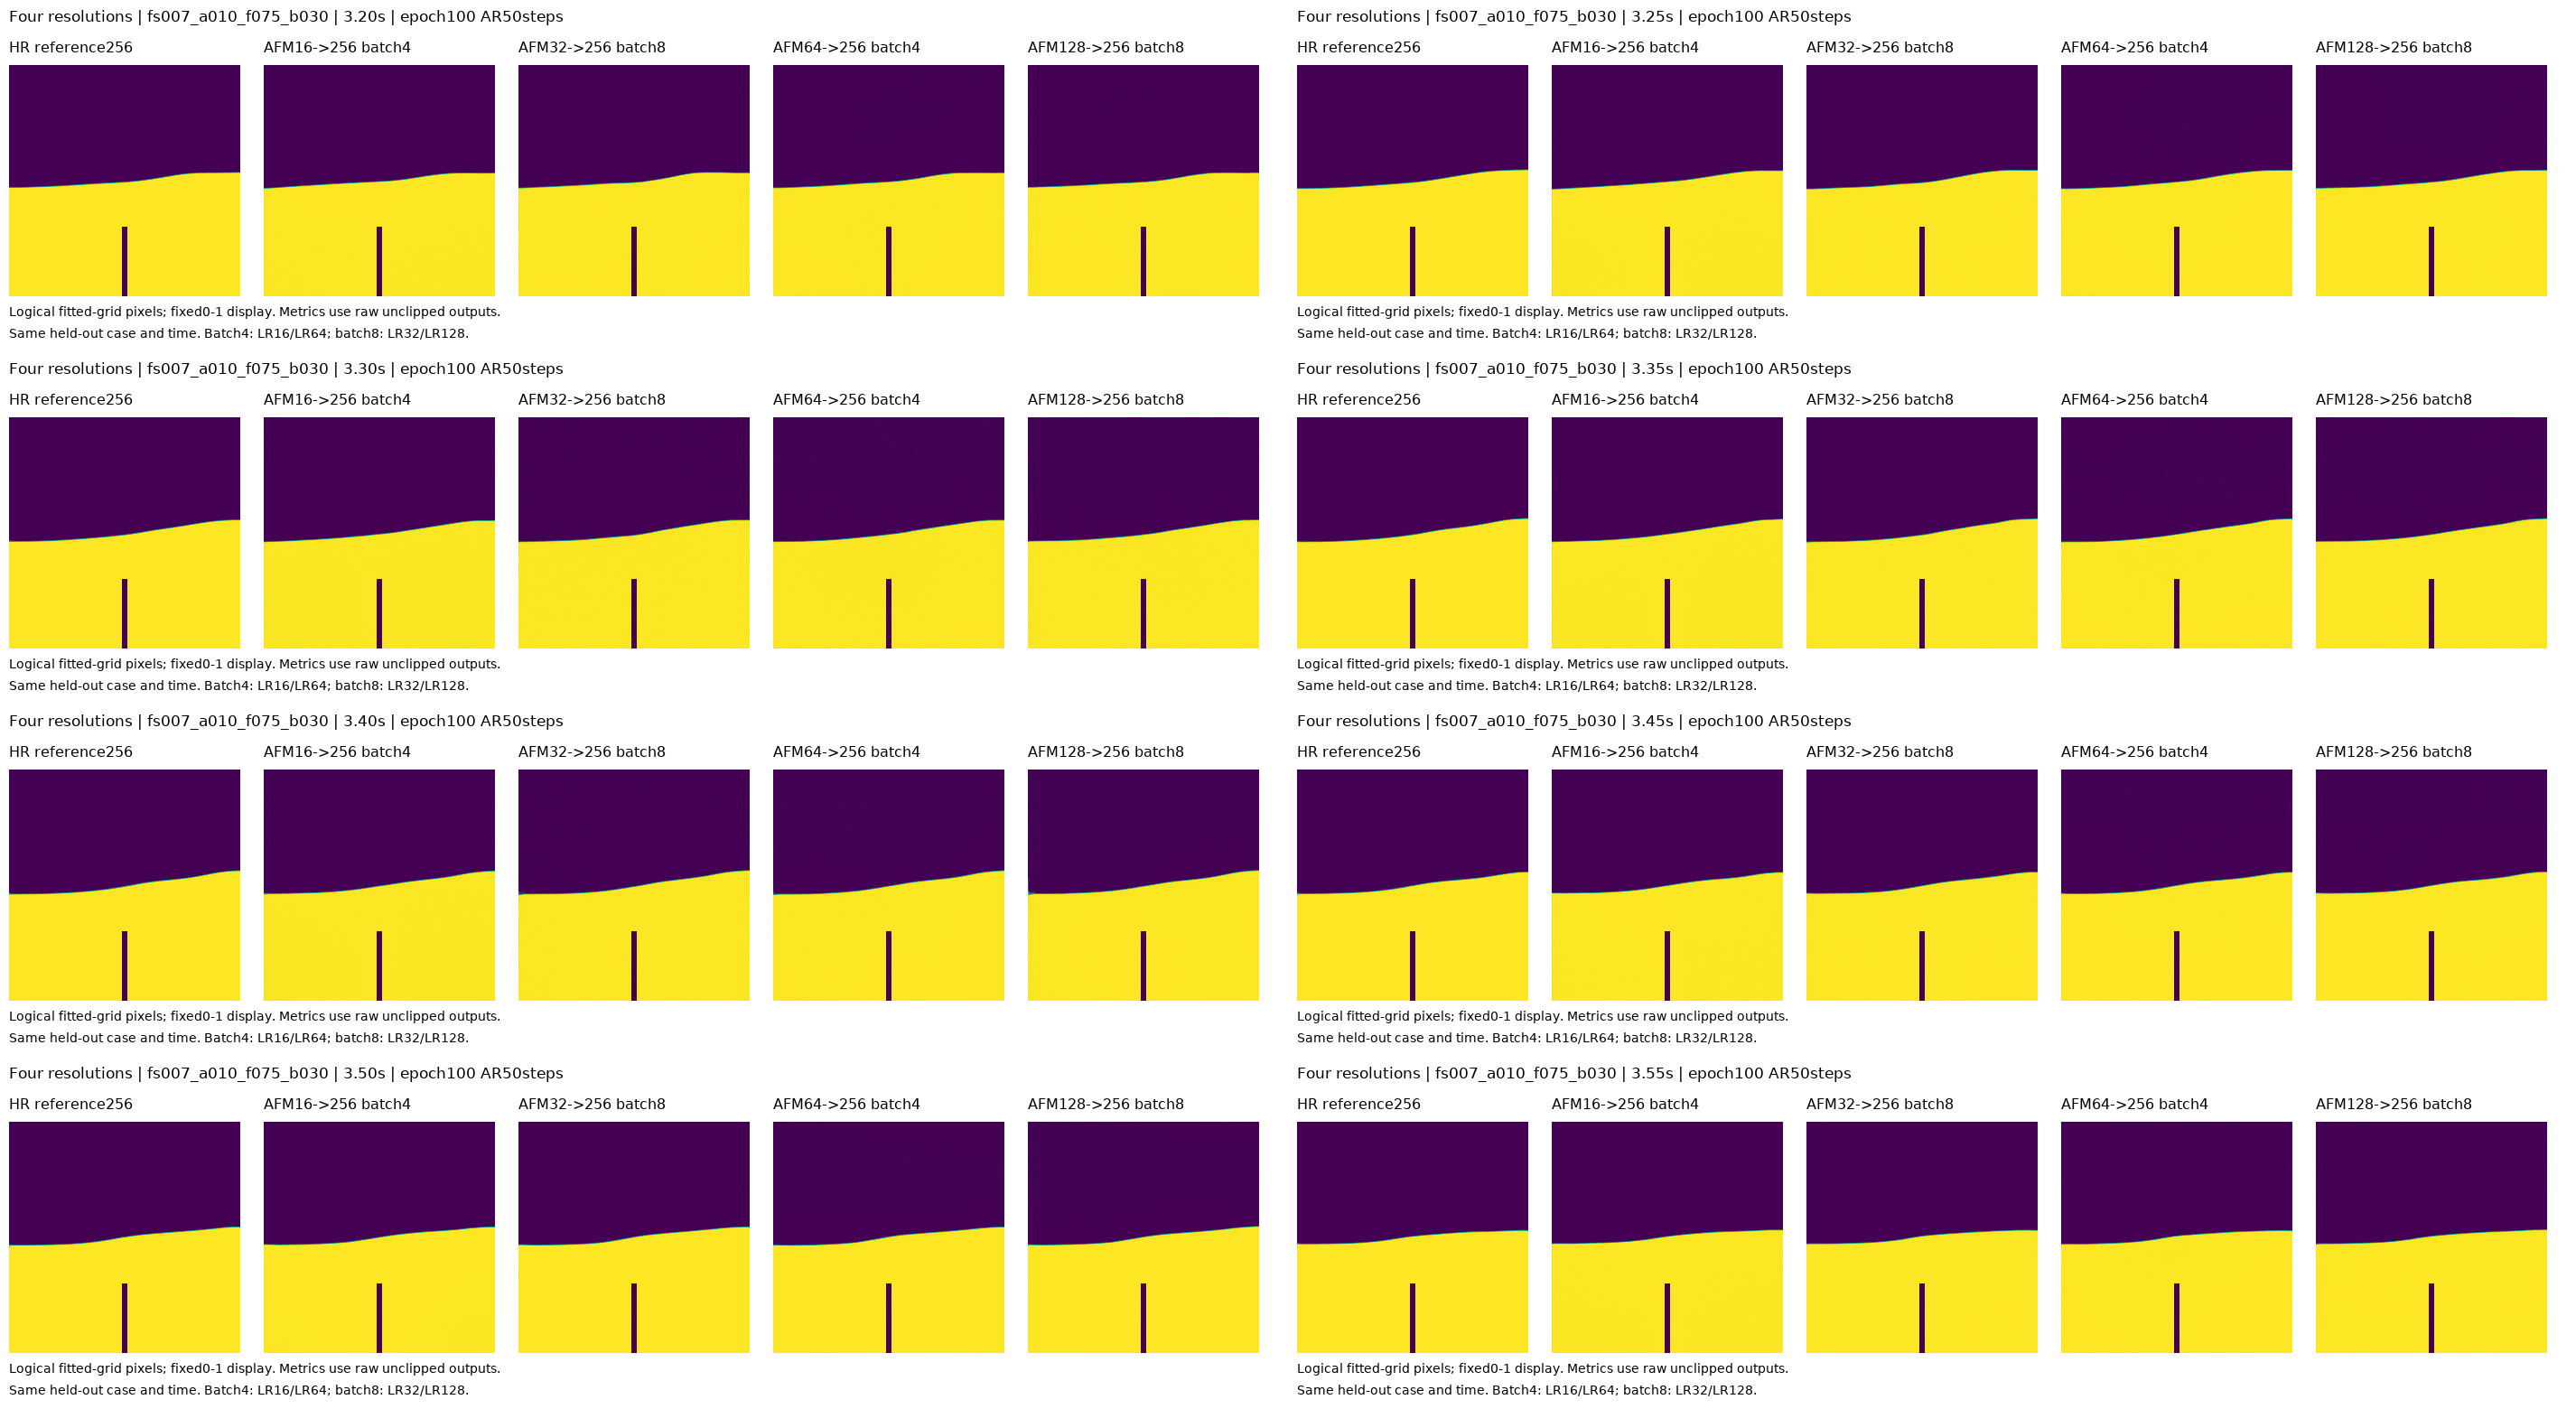 Four resolutions | fs007_a010_f075_b030 | 3.20s | epoch100 AR50steps
HR reference256 AFM16->256 batch4 AFM32->256 batch8 AFM64->256 batch4 AFM128->256 batch8
Logical fitted-grid pixels; fixed0-1 display. Metrics use raw unclipped outputs.
Same held-out case and time. Batch4: LR16/LR64; batch8: LR32/LR128.
Four resolutions | fs007_a010_f075_b030 | 3.25s | epoch100 AR50steps
HR reference256 AFM16->256 batch4 AFM32->256 batch8 AFM64->256 batch4 AFM128->256 batch8
Logical fitted-grid pixels; fixed0-1 display. Metrics use raw unclipped outputs.
Same held-out case and time. Batch4: LR16/LR64; batch8: LR32/LR128.
Four resolutions | fs007_a010_f075_b030 | 3.30s | epoch100 AR50steps
HR reference256 AFM16->256 batch4 AFM32->256 batch8 AFM64->256 batch4 AFM128->256 batch8
Logical fitted-grid pixels; fixed0-1 display. Metrics use raw unclipped outputs.
Same held-out case and time. Batch4: LR16/LR64; batch8: LR32/LR128.
Four resolutions | fs007_a010_f075_b030 | 3.35s | epoch100 AR50steps
HR reference256 AFM16->256 batch4 AFM32->256 batch8 AFM64->256 batch4 AFM128->256 batch8
Logical fitted-grid pixels; fixed0-1 display. Metrics use raw unclipped outputs.
Same held-out case and time. Batch4: LR16/LR64; batch8: LR32/LR128.
Four resolutions | fs007_a010_f075_b030 | 3.40s | epoch100 AR50steps
HR reference256 AFM16->256 batch4 AFM32->256 batch8 AFM64->256 batch4 AFM128->256 batch8
Logical fitted-grid pixels; fixed0-1 display. Metrics use raw unclipped outputs.
Same held-out case and time. Batch4: LR16/LR64; batch8: LR32/LR128.
Four resolutions | fs007_a010_f075_b030 | 3.45s | epoch100 AR50steps
HR reference256 AFM16->256 batch4 AFM32->256 batch8 AFM64->256 batch4 AFM128->256 batch8
Logical fitted-grid pixels; fixed0-1 display. Metrics use raw unclipped outputs.
Same held-out case and time. Batch4: LR16/LR64; batch8: LR32/LR128.
Four resolutions | fs007_a010_f075_b030 | 3.50s | epoch100 AR50steps
HR reference256 AFM16->256 batch4 AFM32->256 batch8 AFM64->256 batch4 AFM128->256 batch8
Logical fitted-grid pixels; fixed0-1 display. Metrics use raw unclipped outputs.
Same held-out case and time. Batch4: LR16/LR64; batch8: LR32/LR128.
Four resolutions | fs007_a010_f075_b030 | 3.55s | epoch100 AR50steps
HR reference256 AFM16->256 batch4 AFM32->256 batch8 AFM64->256 batch4 AFM128->256 batch8
Logical fitted-grid pixels; fixed0-1 display. Metrics use raw unclipped outputs.
Same held-out case and time. Batch4: LR16/LR64; batch8: LR32/LR128.